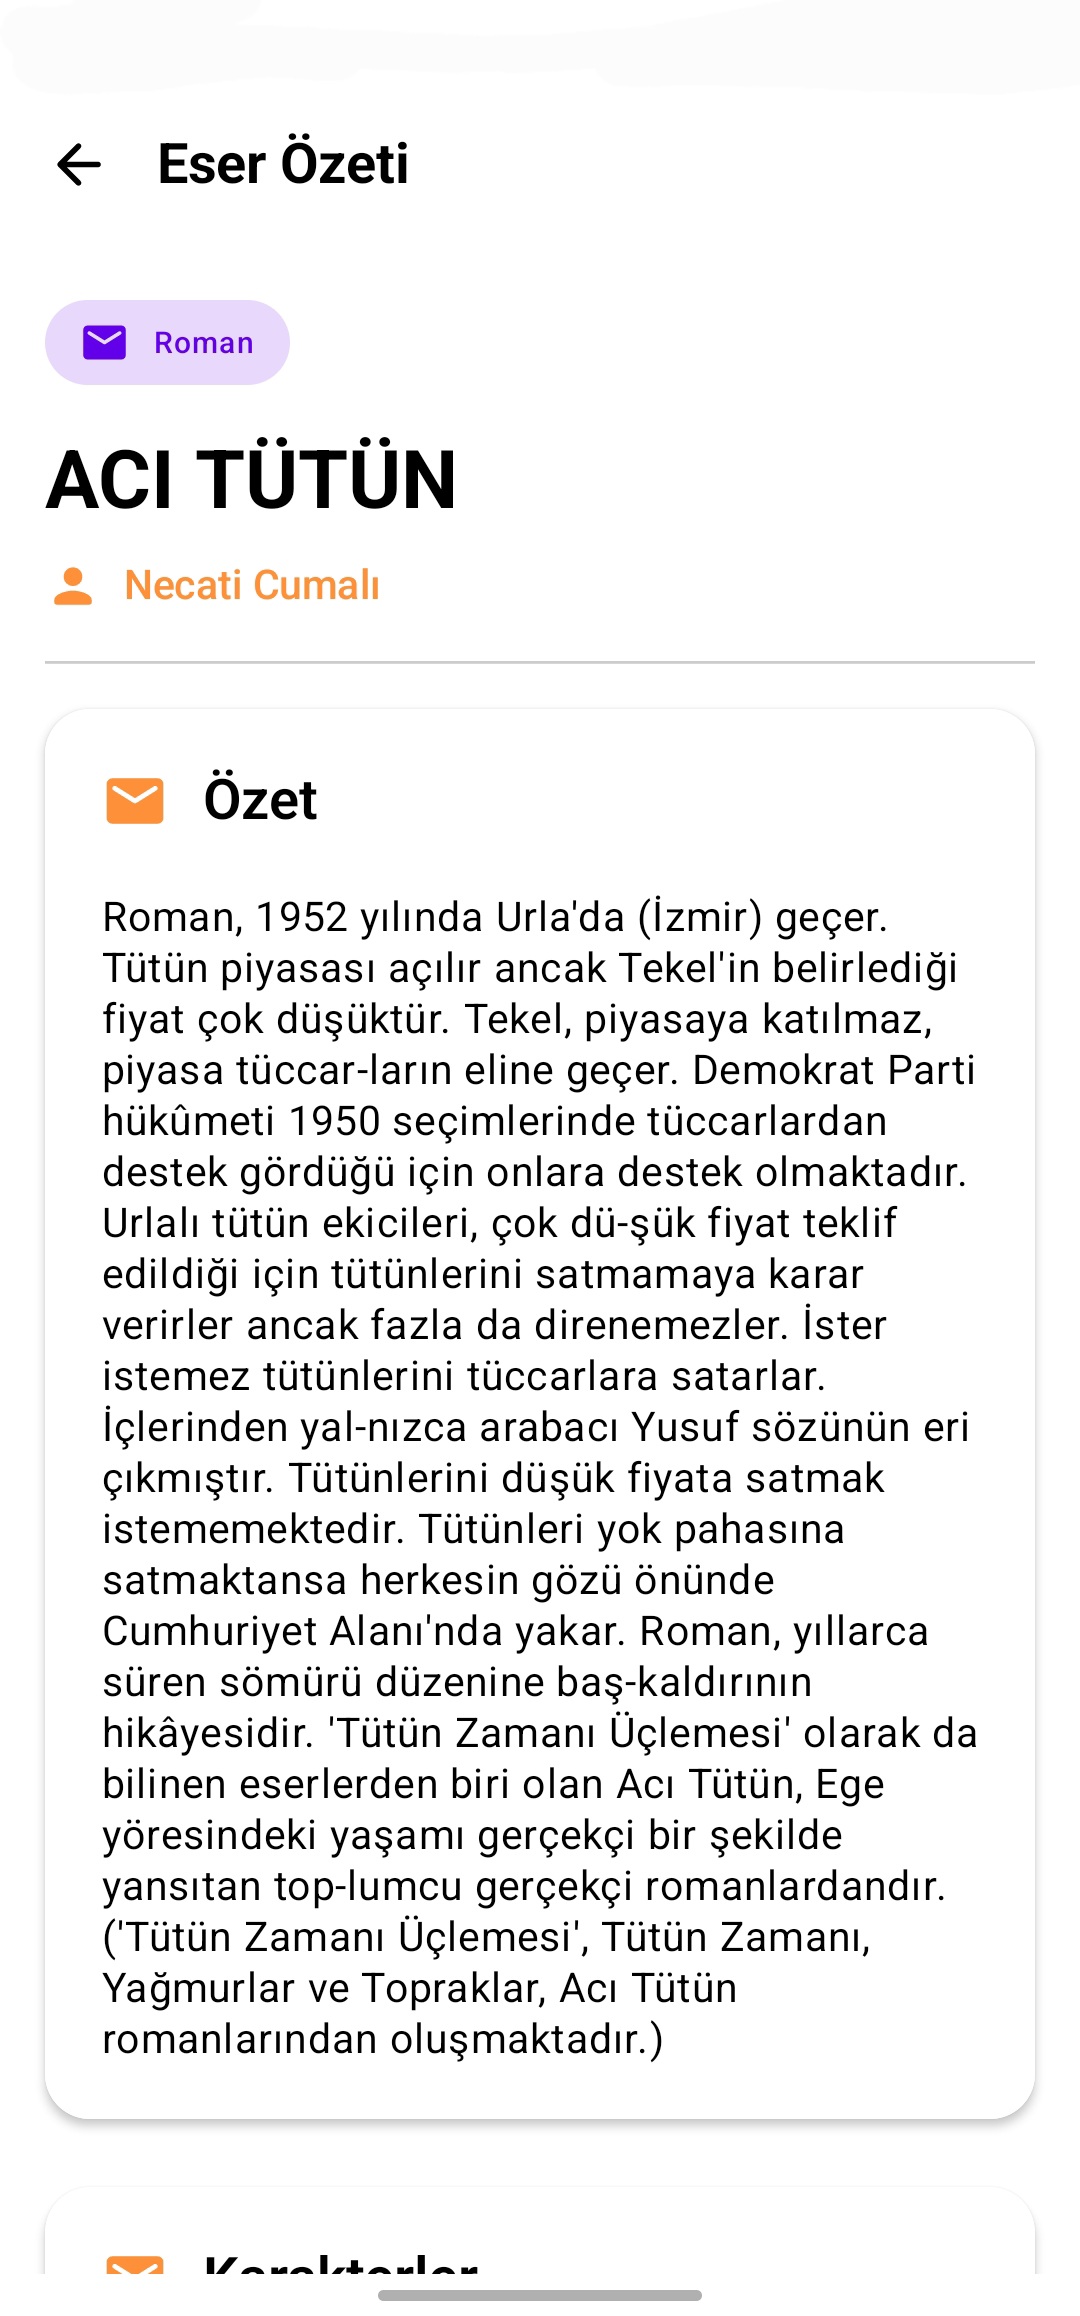 Eser Özeti
Roman
ACI TÜTÜN
Necati Cumalı
Özet
Roman, 1952 yılında Urla'da (İzmir) geçer.
Tütün piyasası açılır ancak Tekel'in belirlediği
fiyat çok düşüktür. Tekel, piyasaya katılmaz,
piyasa tüccar-ların eline geçer. Demokrat Parti
hükûmeti 1950 seçimlerinde tüccarlardan
destek gördüğü için onlara destek olmaktadır.
Urlalı tütün ekicileri, çok dü-şük fiyat teklif
edildiği için tütünlerini satmamaya karar
verirler ancak fazla da direnemezler. İster
istemez tütünlerini tüccarlara satarlar.
İçlerinden yal-nızca arabacı Yusuf sözünün eri
çıkmıştır. Tütünlerini düşük fiyata satmak
istememektedir. Tütünleri yok pahasına
satmaktansa herkesin gözü önünde
Cumhuriyet Alanı'nda yakar. Roman, yıllarca
süren sömürü düzenine baş-kaldırının
hikâyesidir. 'Tütün Zamanı Üçlemesi' olarak da
bilinen eserlerden biri olan Acı Tütün, Ege
yöresindeki yaşamı gerçekçi bir şekilde
yansıtan top-lumcu gerçekçi romanlardandır.
('Tütün Zamanı Üçlemesi', Tütün Zamanı,
Yağmurlar ve Topraklar, Acı Tütün
romanlarından oluşmaktadır.)
Karakterler